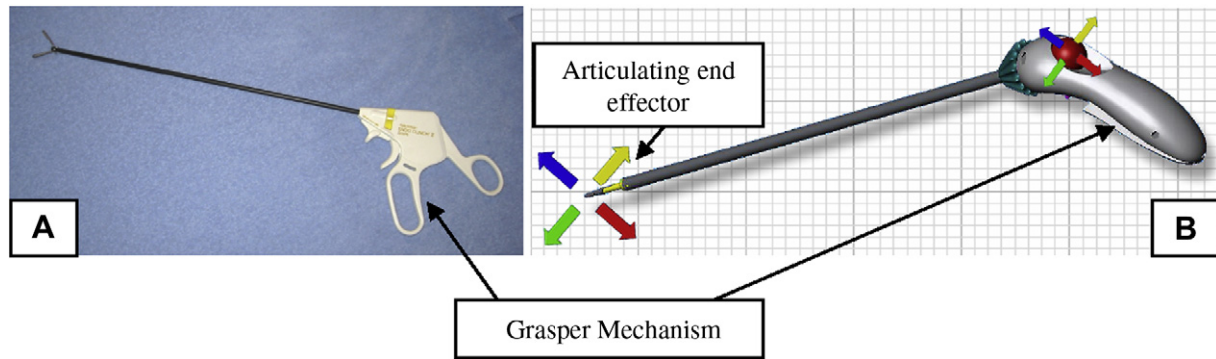 Articulating end
effector
A
B
Grasper Mechanism